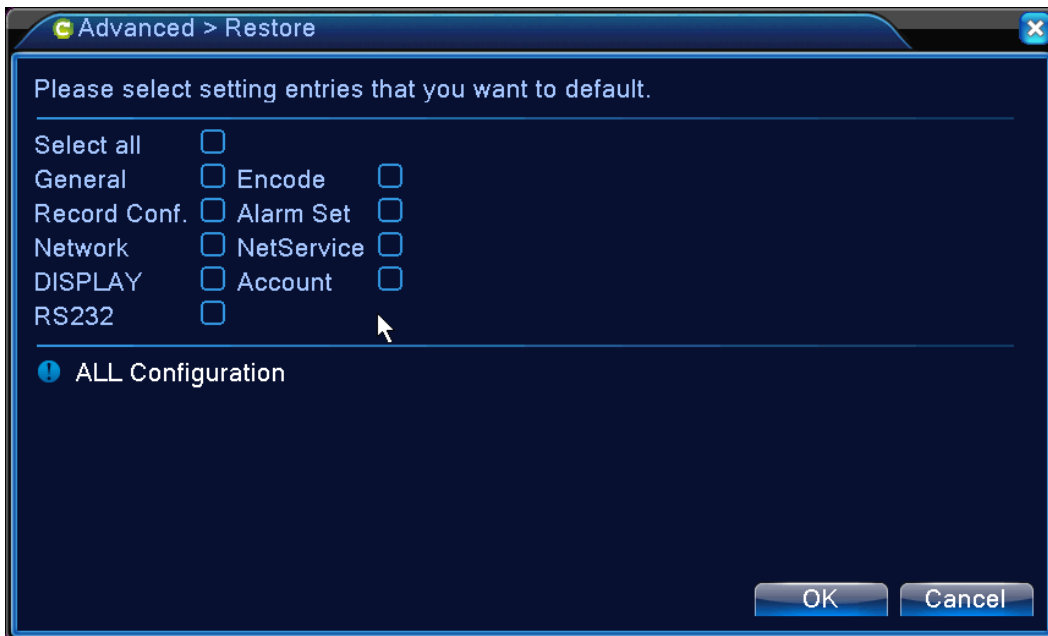 Advanced > Restore
Please select setting entries that you want to default.
Select all
General Encode
Record Conf. Alarm Set
Network NetService
DISPLAY Account
RS232
ALL Configuration
OK Cancel